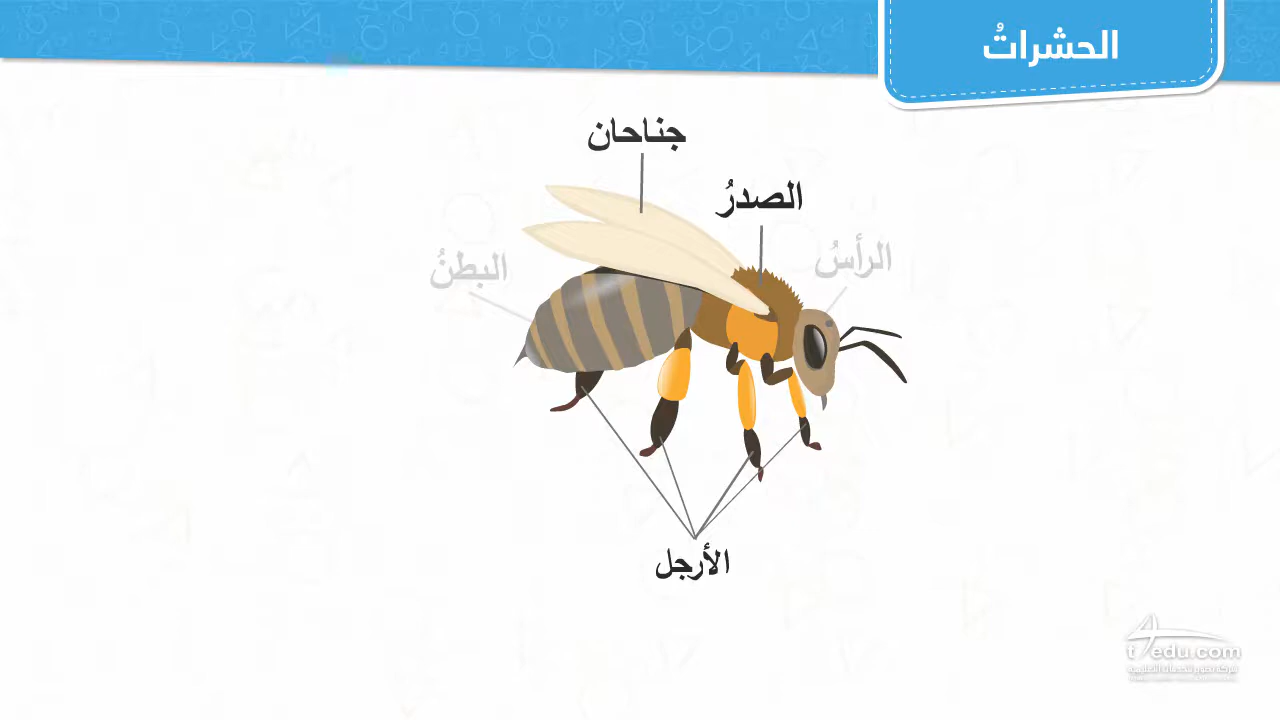 الحشراتُ
جناحان
الصدرُ
الرأسُ
البطنُ
الأرجل
t4edu.com